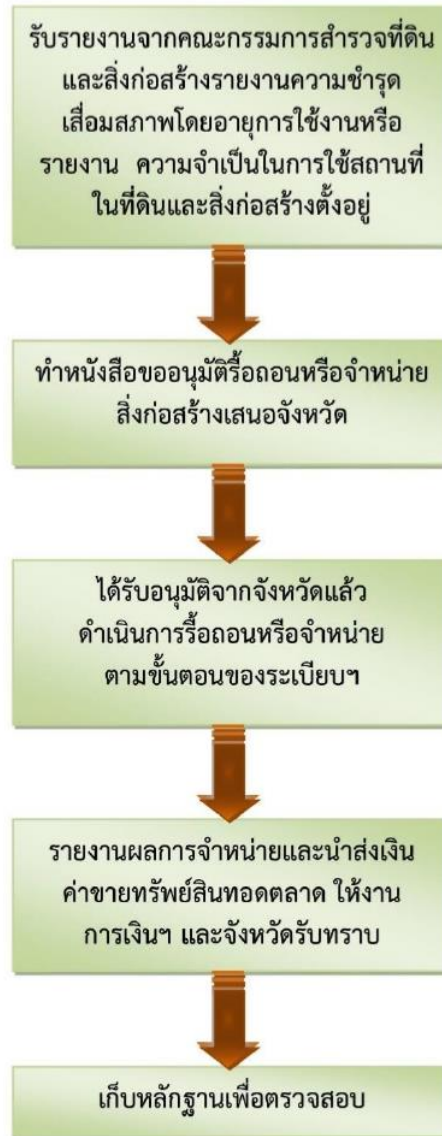 รับรายงานจากคณะกรรมการสำรวจที่ดิน
และสิ่งก่อสร้างรายงานความชำรุด
เสื่อมสภาพโดยอายุการใช้งานหรือ
รายงาน ความจำเป็นในการใช้สถานที่
ในที่ดินและสิ่งก่อสร้างตั้งอยู่
ทำหนังสือขออนุมัติรื้อถอนหรือจำหน่าย
สิ่งก่อสร้างเสนอจังหวัด
ได้รับอนุมัติจากจังหวัดแล้ว
ดำเนินการรื้อถอนหรือจำหน่าย
ตามขั้นตอนของระเบียบฯ
รายงานผลการจำหน่ายและนำส่งเงิน
ค่าขายทรัพย์สินทอดตลาด ให้งาน
การเงินฯ และจังหวัดรับทราบ
เก็บหลักฐานเพื่อตรวจสอบ